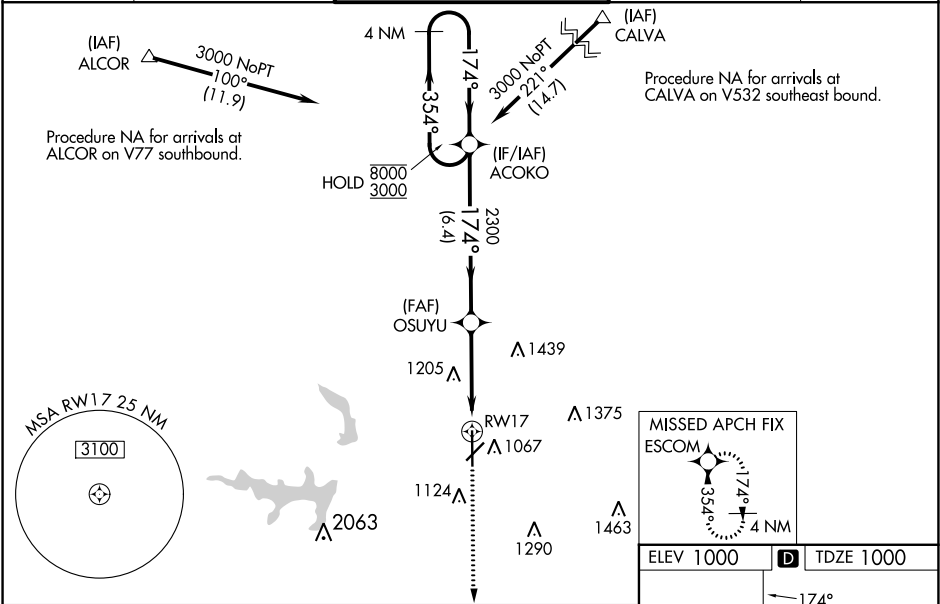 (IAF)
ALCOR
3000 NoPT
100°
(11.9)
Procedure NA for arrivals at
ALCOR on V77 southbound.
4 NM
174°
354°
HOLD 8000
3000
(IAF)
CALVA
3000 NoPT
221°
(14.7)
Procedure NA for arrivals at
CALVA on V532 southeast bound.
(IF/IAF)
ACOKO
2300
174°
(6.4)
(FAF)
OSUYU
1439
1205
1375
RW17
1067
1124
2063
1290
1463
MSA RW17 25 NM
3100
MISSED APCH FIX
ESCOM
174°
354°
4 NM
ELEV 1000 D TDZE 1000
174°